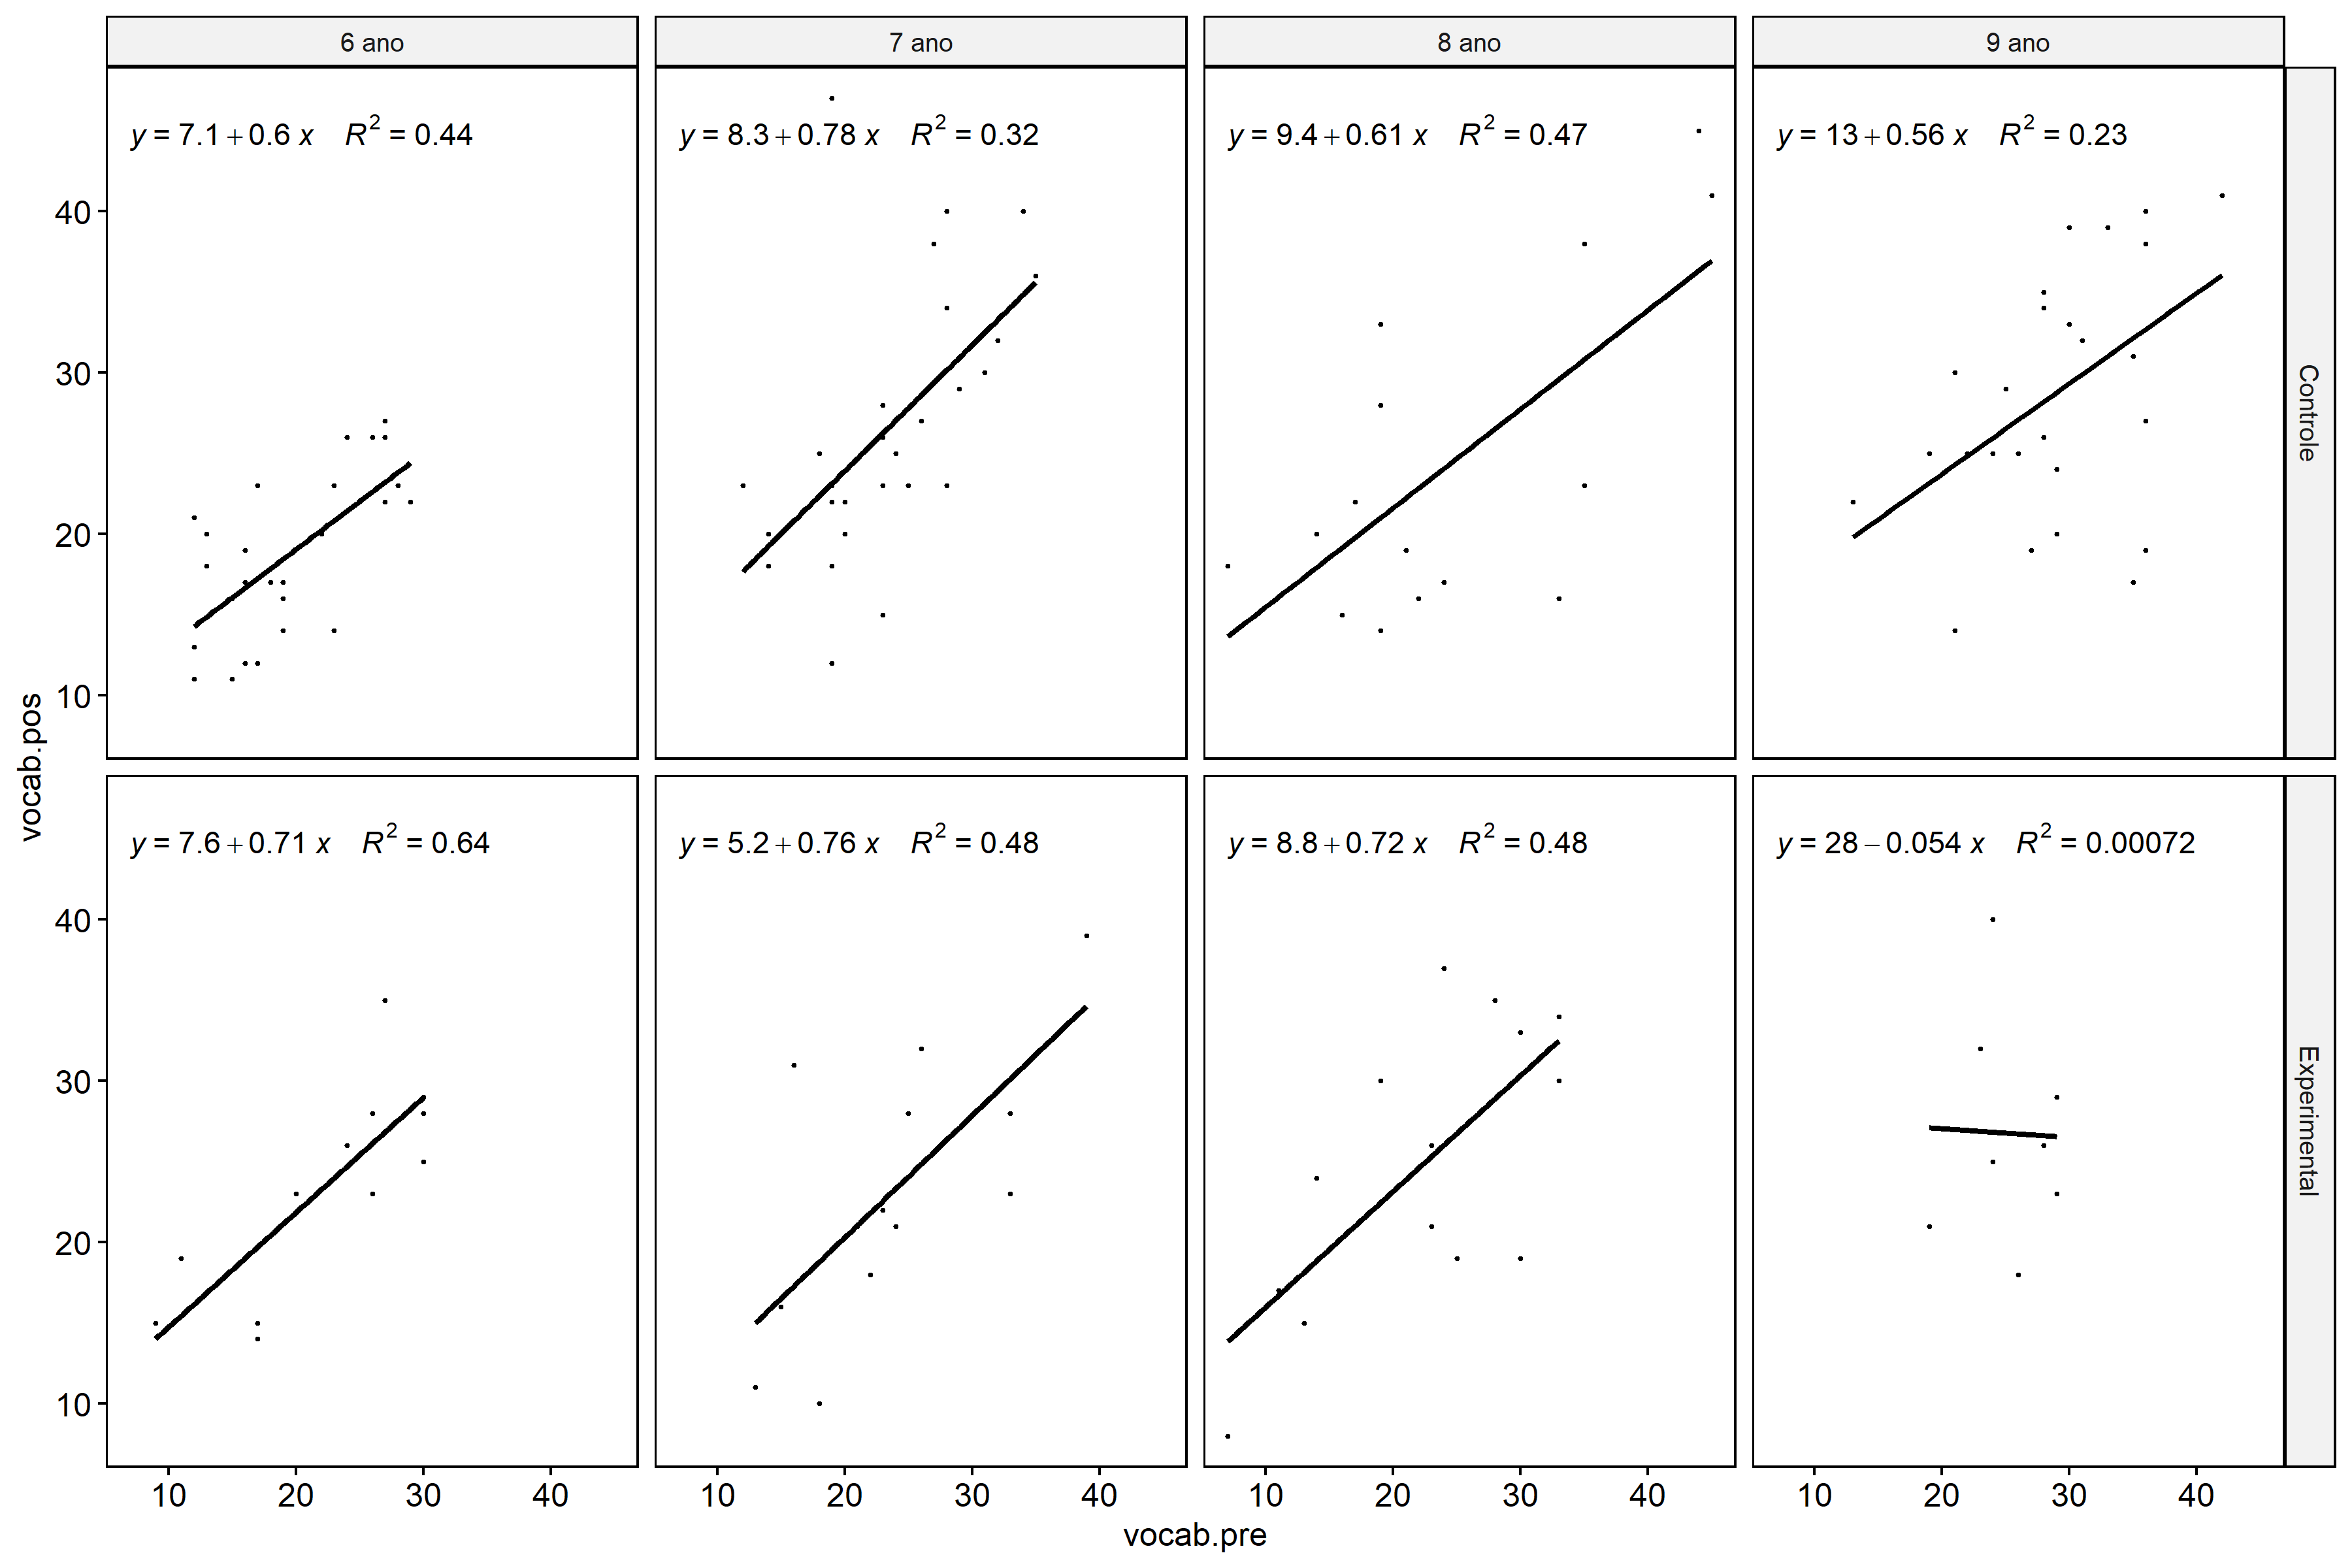 6 ano
7 ano
8 ano
9 ano
y = 7.1 + 0.6 x R² = 0.44
y = 8.3 + 0.78 x R² = 0.32
y = 9.4 + 0.61 x R² = 0.47
y = 13 + 0.56 x R² = 0.23
40
30
20
10
Controle
vocab.pos
y = 7.6 + 0.71 x R² = 0.64
y = 5.2 + 0.76 x R² = 0.48
y = 8.8 + 0.72 x R² = 0.48
y = 28 − 0.054 x R² = 0.00072
40
30
20
10
Experimental
10 20 30 40
10 20 30 40
10 20 30 40
10 20 30 40
vocab.pre